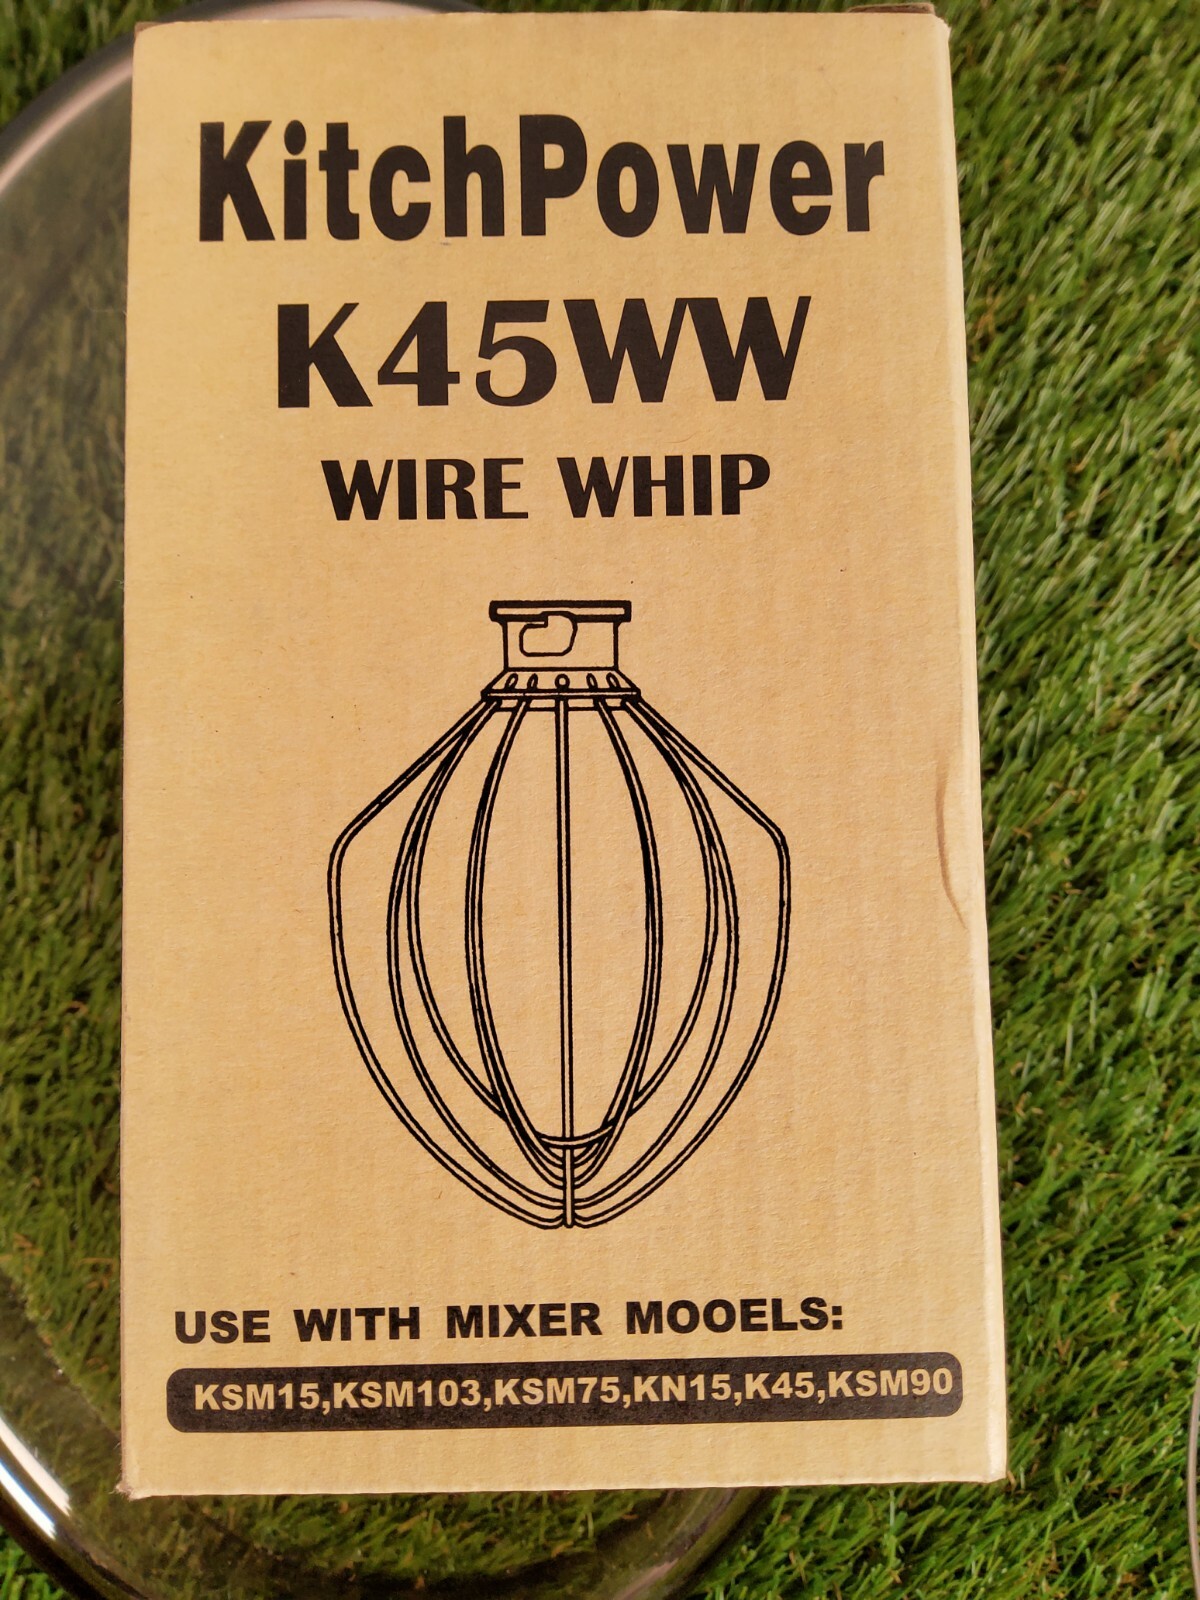 KitchPower
K45WW
WIRE WHIP
USE WITH MIXER MOOELS:
KSM15,KSM103,KSM75,KN15,K45,KSM90